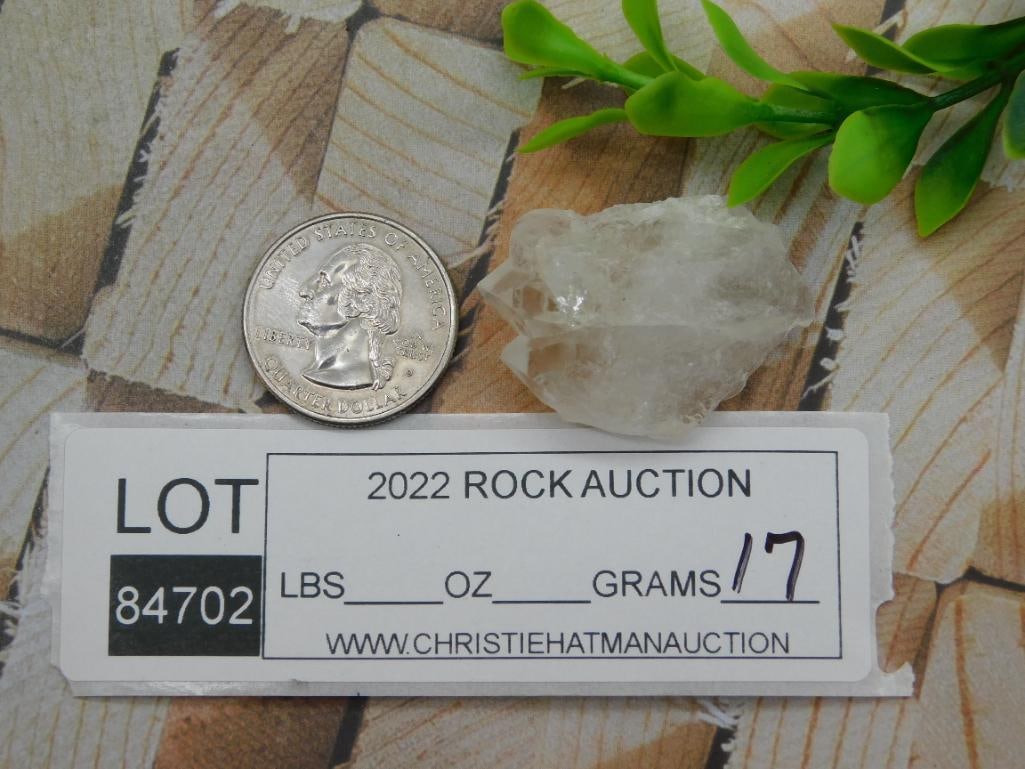 UNITED STATES OF AMERICA
LIBERTY
IN GOD WE TRUST
QUARTER DOLLAR
LOT
84702
2022 ROCK AUCTION
LBS_____OZ_____GRAMS 17
WWW.CHRISTIEHATMANAUCTION